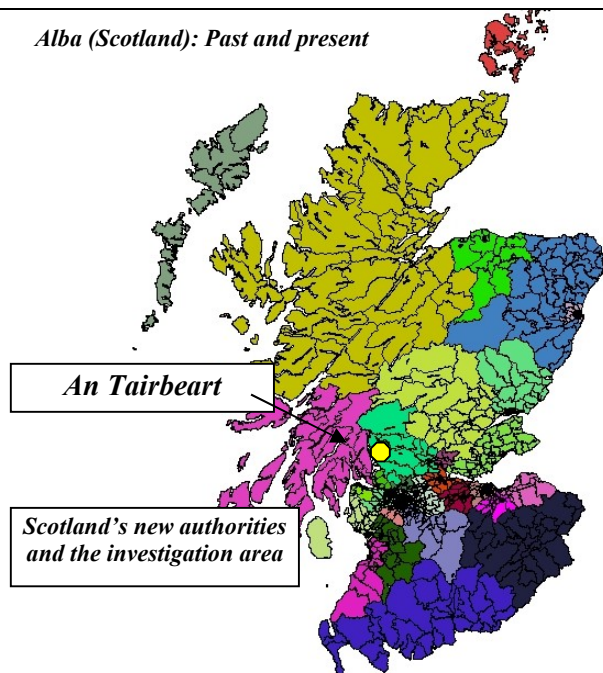 Alba (Scotland): Past and present
An Tairbeart
Scotland's new authorities
and the investigation area